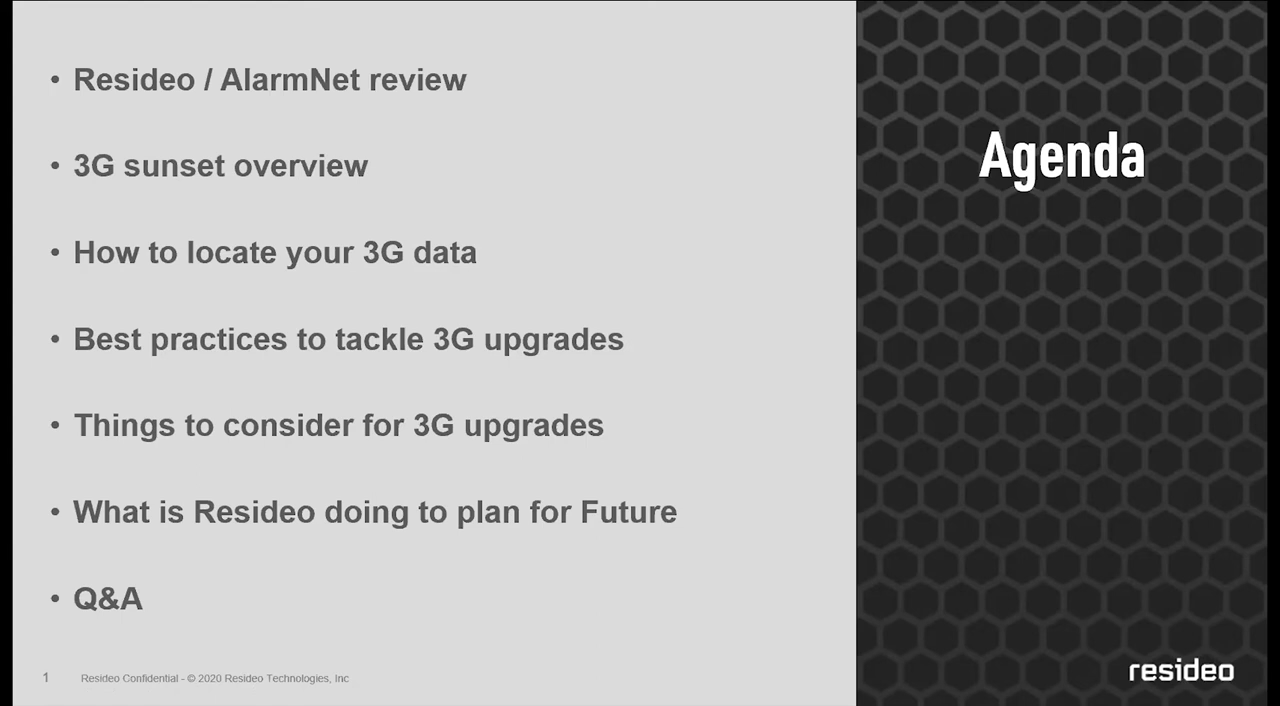 • Resideo / AlarmNet review
• 3G sunset overview
• How to locate your 3G data
• Best practices to tackle 3G upgrades
• Things to consider for 3G upgrades
• What is Resideo doing to plan for Future
• Q&A
1 Resideo Confidential - © 2020 Resideo Technologies, Inc
Agenda
resideo